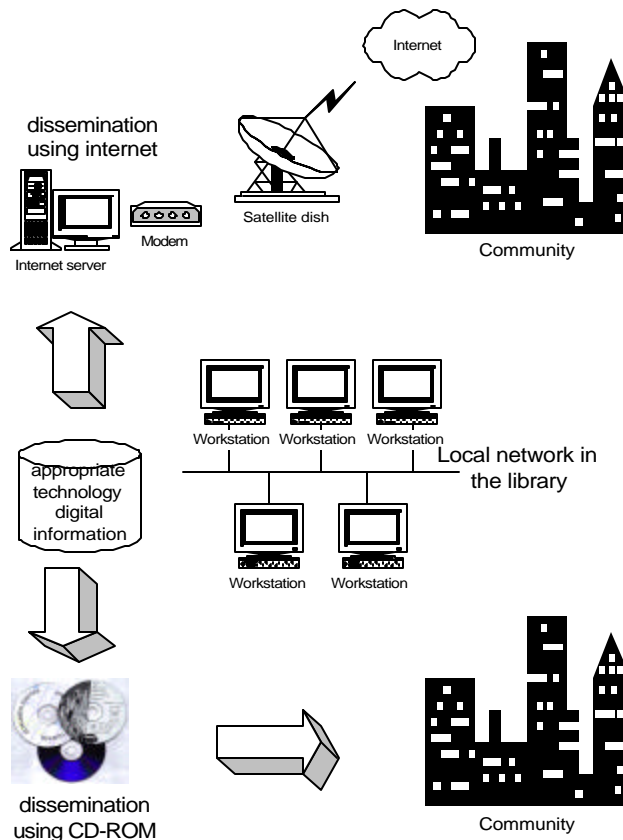 Internet
dissemination
using internet
Internet server
Modem
Satellite dish
Community
Workstation Workstation Workstation
Local network in
the library
appropriate
technology
digital
information
Workstation Workstation
dissemination
using CD-ROM
Community